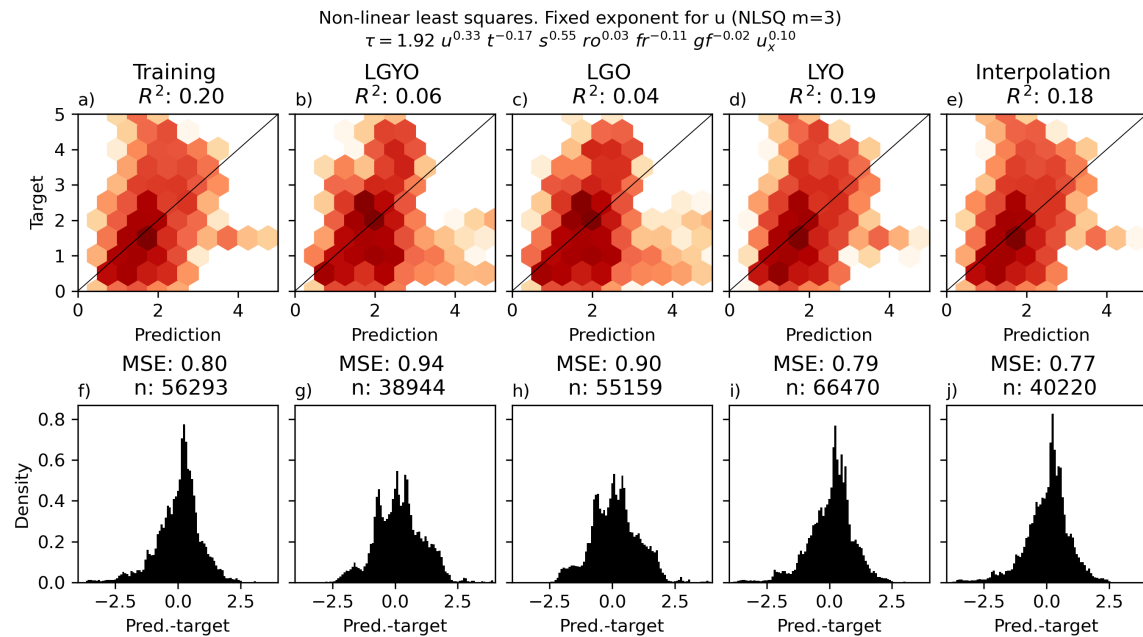 Non-linear least squares. Fixed exponent for u (NLSQ m=3)
τ = 1.92 u^0.33 t^−0.17 s^0.55 ro^0.03 fr^−0.11 gf^−0.02 u_x^0.10
Training LGYO LGO LYO Interpolation
a) R²: 0.20 b) R²: 0.06 c) R²: 0.04 d) R²: 0.19 e) R²: 0.18
5
4
3
2
1
0
Target
0 2 4 0 2 4 0 2 4 0 2 4 0 2 4
Prediction Prediction Prediction Prediction Prediction
MSE: 0.80 MSE: 0.94 MSE: 0.90 MSE: 0.79 MSE: 0.77
f) n: 56293 g) n: 38944 h) n: 55159 i) n: 66470 j) n: 40220
0.8
0.6
0.4
0.2
0.0
Density
−2.5 0.0 2.5 −2.5 0.0 2.5 −2.5 0.0 2.5 −2.5 0.0 2.5 −2.5 0.0 2.5
Pred.-target Pred.-target Pred.-target Pred.-target Pred.-target